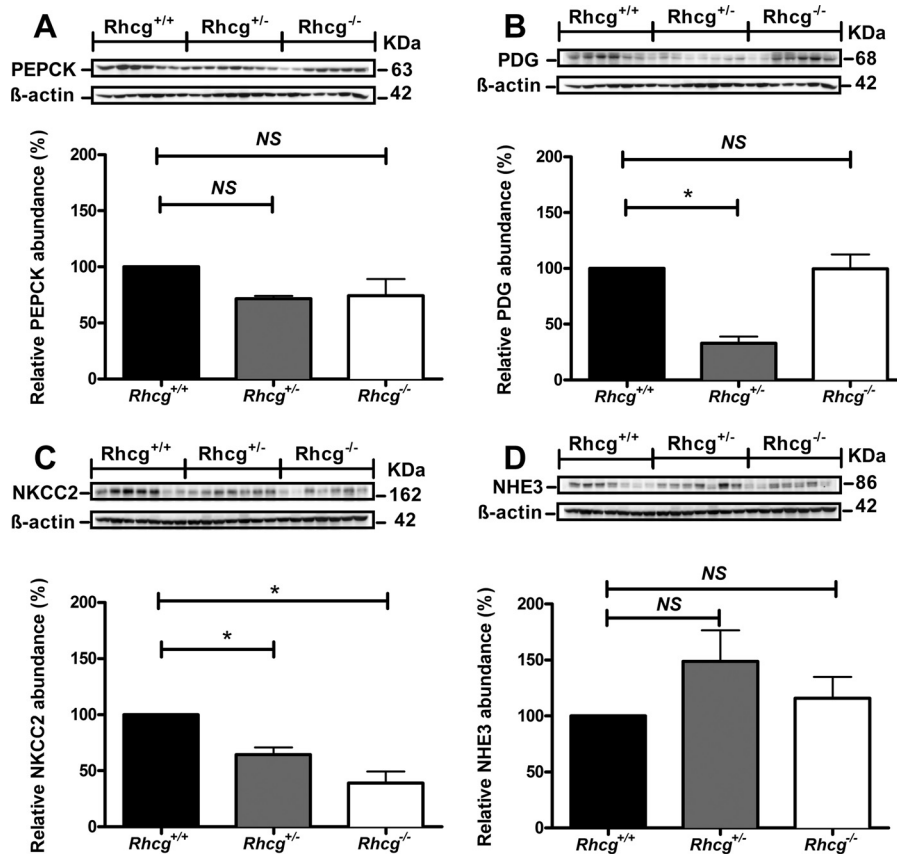 A
Rhcg+/+ Rhcg+/- Rhcg-/-
KDa
PEPCK 63
ß-actin 42
Relative PEPCK abundance (%)
200
150
100
50
0
NS
NS
Rhcg+/+ Rhcg+/- Rhcg-/-
B
Rhcg+/+ Rhcg+/- Rhcg-/-
KDa
PDG 68
ß-actin 42
Relative PDG abundance (%)
200
150
100
50
0
NS
*
Rhcg+/+ Rhcg+/- Rhcg-/-
C
Rhcg+/+ Rhcg+/- Rhcg-/-
KDa
NKCC2 162
ß-actin 42
Relative NKCC2 abundance (%)
200
150
100
50
0
*
*
Rhcg+/+ Rhcg+/- Rhcg-/-
D
Rhcg+/+ Rhcg+/- Rhcg-/-
KDa
NHE3 86
ß-actin 42
Relative NHE3 abundance (%)
200
150
100
50
0
NS
NS
Rhcg+/+ Rhcg+/- Rhcg-/-